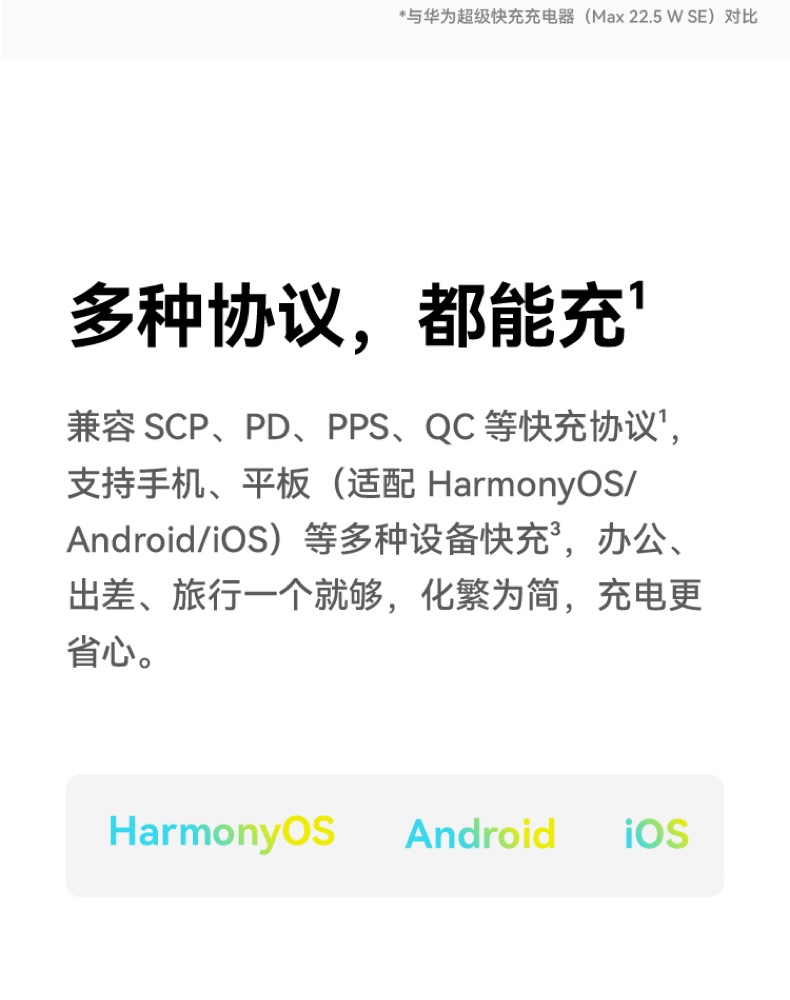 *与华为超级快充充电器（Max 22.5 W SE）对比
多种协议，都能充¹
兼容 SCP、PD、PPS、QC 等快充协议¹，
支持手机、平板（适配 HarmonyOS/
Android/iOS）等多种设备快充³，办公、
出差、旅行一个就够，化繁为简，充电更
省心。
HarmonyOS Android iOS